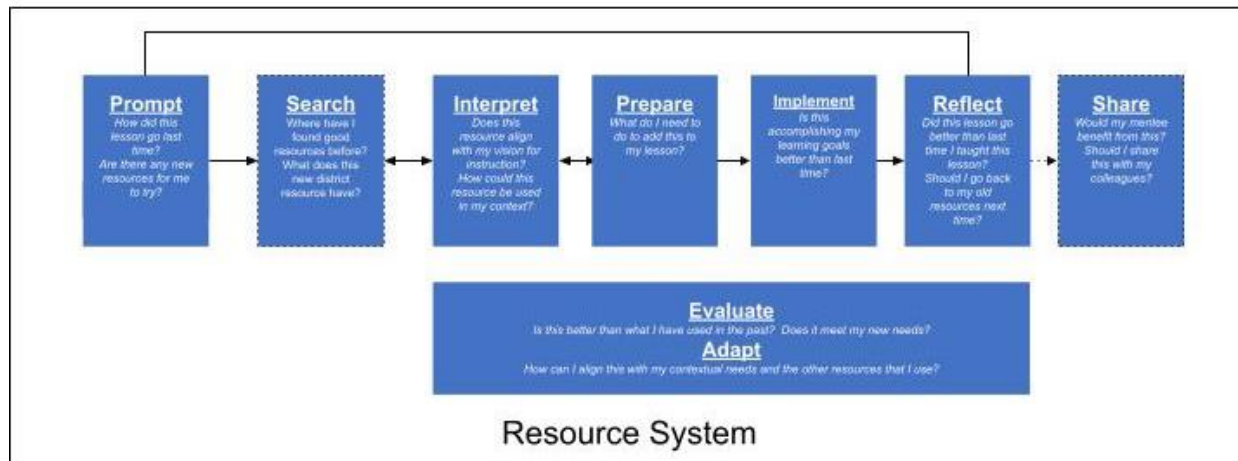 Prompt
How did this
lesson go last
time?
Are there any new
resources for me
to try?
Search
Where have I
found good
resources before?
What does this
new district
resource have?
Interpret
Does this
resource align
with my vision for
instruction?
How could this
resource be used
in my context?
Prepare
What do I need to
do to add this to
my lesson?
Implement
Is this
accomplishing my
learning goals
better than last
time?
Reflect
Did this lesson go
better than last
time I taught this
lesson?
Should I go back
to my old
resources next
time?
Share
Would my mentee
benefit from this?
Should I share
this with my
colleagues?
Evaluate
Is this better than what I have used in the past? Does it meet my new needs?
Adapt
How can I align this with my contextual needs and the other resources that I use?
Resource System